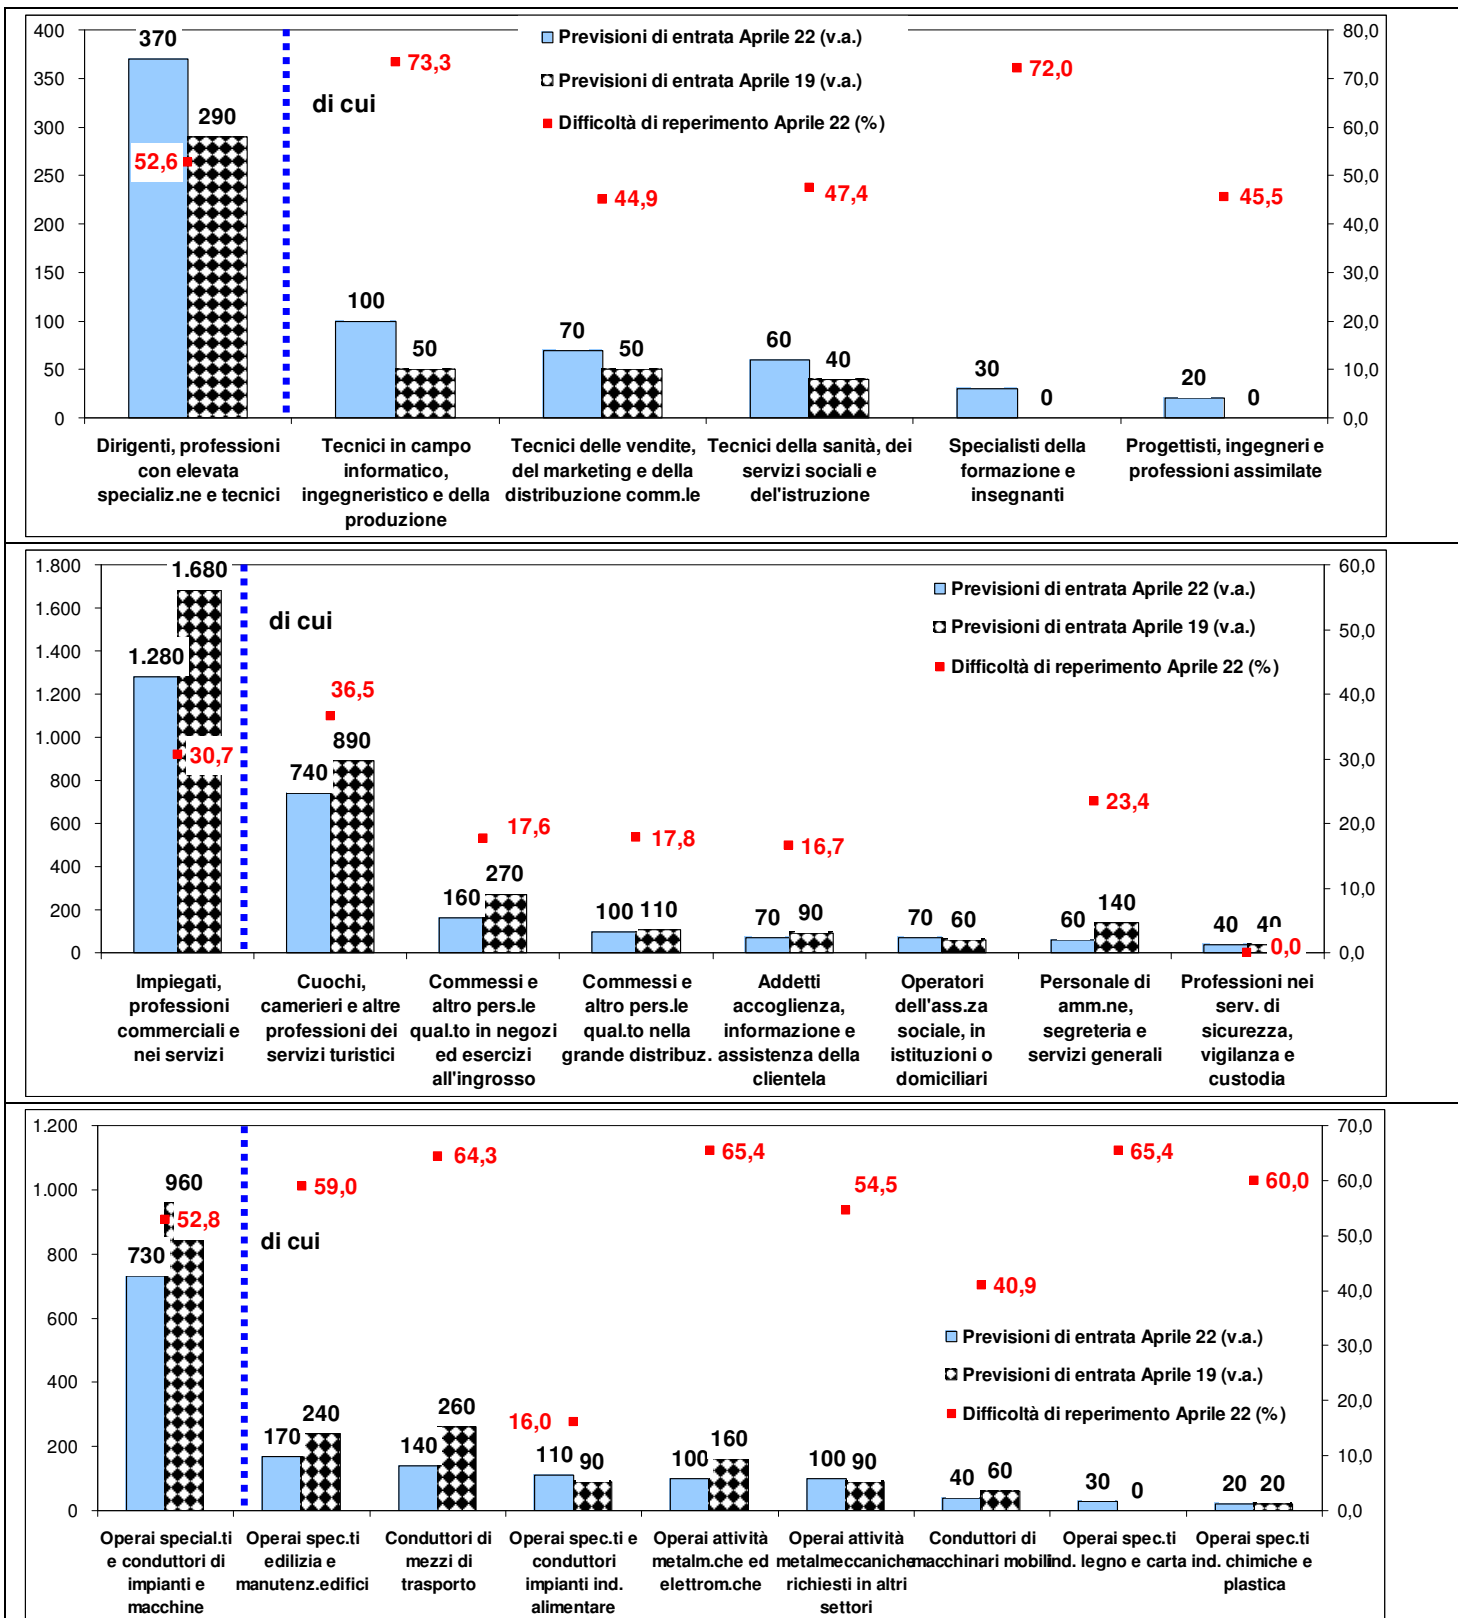 400
350
300
250
200
150
100
50
0
80,0
70,0
60,0
50,0
40,0
30,0
20,0
10,0
0,0
Previsioni di entrata Aprile 22 (v.a.)
Previsioni di entrata Aprile 19 (v.a.)
Difficoltà di reperimento Aprile 22 (%)
di cui
370
290
52,6
73,3
100
50
44,9
70
50
47,4
60
40
72,0
30
0
45,5
20
0
Dirigenti, professioni
con elevata
specializ.ne e tecnici
Tecnici in campo
informatico,
ingegneristico e della
produzione
Tecnici delle vendite,
del marketing e della
distribuzione comm.le
Tecnici della sanità, dei
servizi sociali e
del'istruzione
Specialisti della
formazione e
insegnanti
Progettisti, ingegneri e
professioni assimilate
1.800
1.600
1.400
1.200
1.000
800
600
400
200
0
60,0
50,0
40,0
30,0
20,0
10,0
0,0
Previsioni di entrata Aprile 22 (v.a.)
Previsioni di entrata Aprile 19 (v.a.)
Difficoltà di reperimento Aprile 22 (%)
di cui
1.680
1.280
30,7
36,5
740
890
17,6
160
270
17,8
100
110
16,7
70
90
70
60
23,4
60
140
40
40
0,0
Impiegati,
professioni
commerciali e
nei servizi
Cuochi,
camerieri e altre
professioni dei
servizi turistici
Commessi e
altro pers.le
qual.to in negozi
ed esercizi
all'ingrosso
Commessi e
altro pers.le
qual.to nella
grande distribuz.
Addetti
accoglienza,
informazione e
assistenza della
clientela
Operatori
dell'ass.za
sociale, in
istituzioni o
domiciliari
Personale di
amm.ne,
segreteria e
servizi generali
Professioni nei
serv. di
sicurezza,
vigilanza e
custodia
1.200
1.000
800
600
400
200
0
70,0
60,0
50,0
40,0
30,0
20,0
10,0
0,0
di cui
Previsioni di entrata Aprile 22 (v.a.)
Previsioni di entrata Aprile 19 (v.a.)
Difficoltà di reperimento Aprile 22 (%)
960
52,8
730
59,0
170
240
64,3
140
260
16,0
110
90
65,4
100
160
54,5
100
90
40,9
40
60
65,4
30
0
60,0
20
20
Operai special.ti
e conduttori di
impianti e
macchine
Operai spec.ti
edilizia e
manutenz.edifici
Conduttori di
mezzi di
trasporto
Operai spec.ti e
conduttori
impianti ind.
alimentare
Operai attività
metalm.che ed
elettrom.che
Operai attività
metalmeccaniche
richiesti in altri
settori
Conduttori di
macchinari mobili
Operai spec.ti
ind. legno e carta
Operai spec.ti
ind. chimiche e
plastica